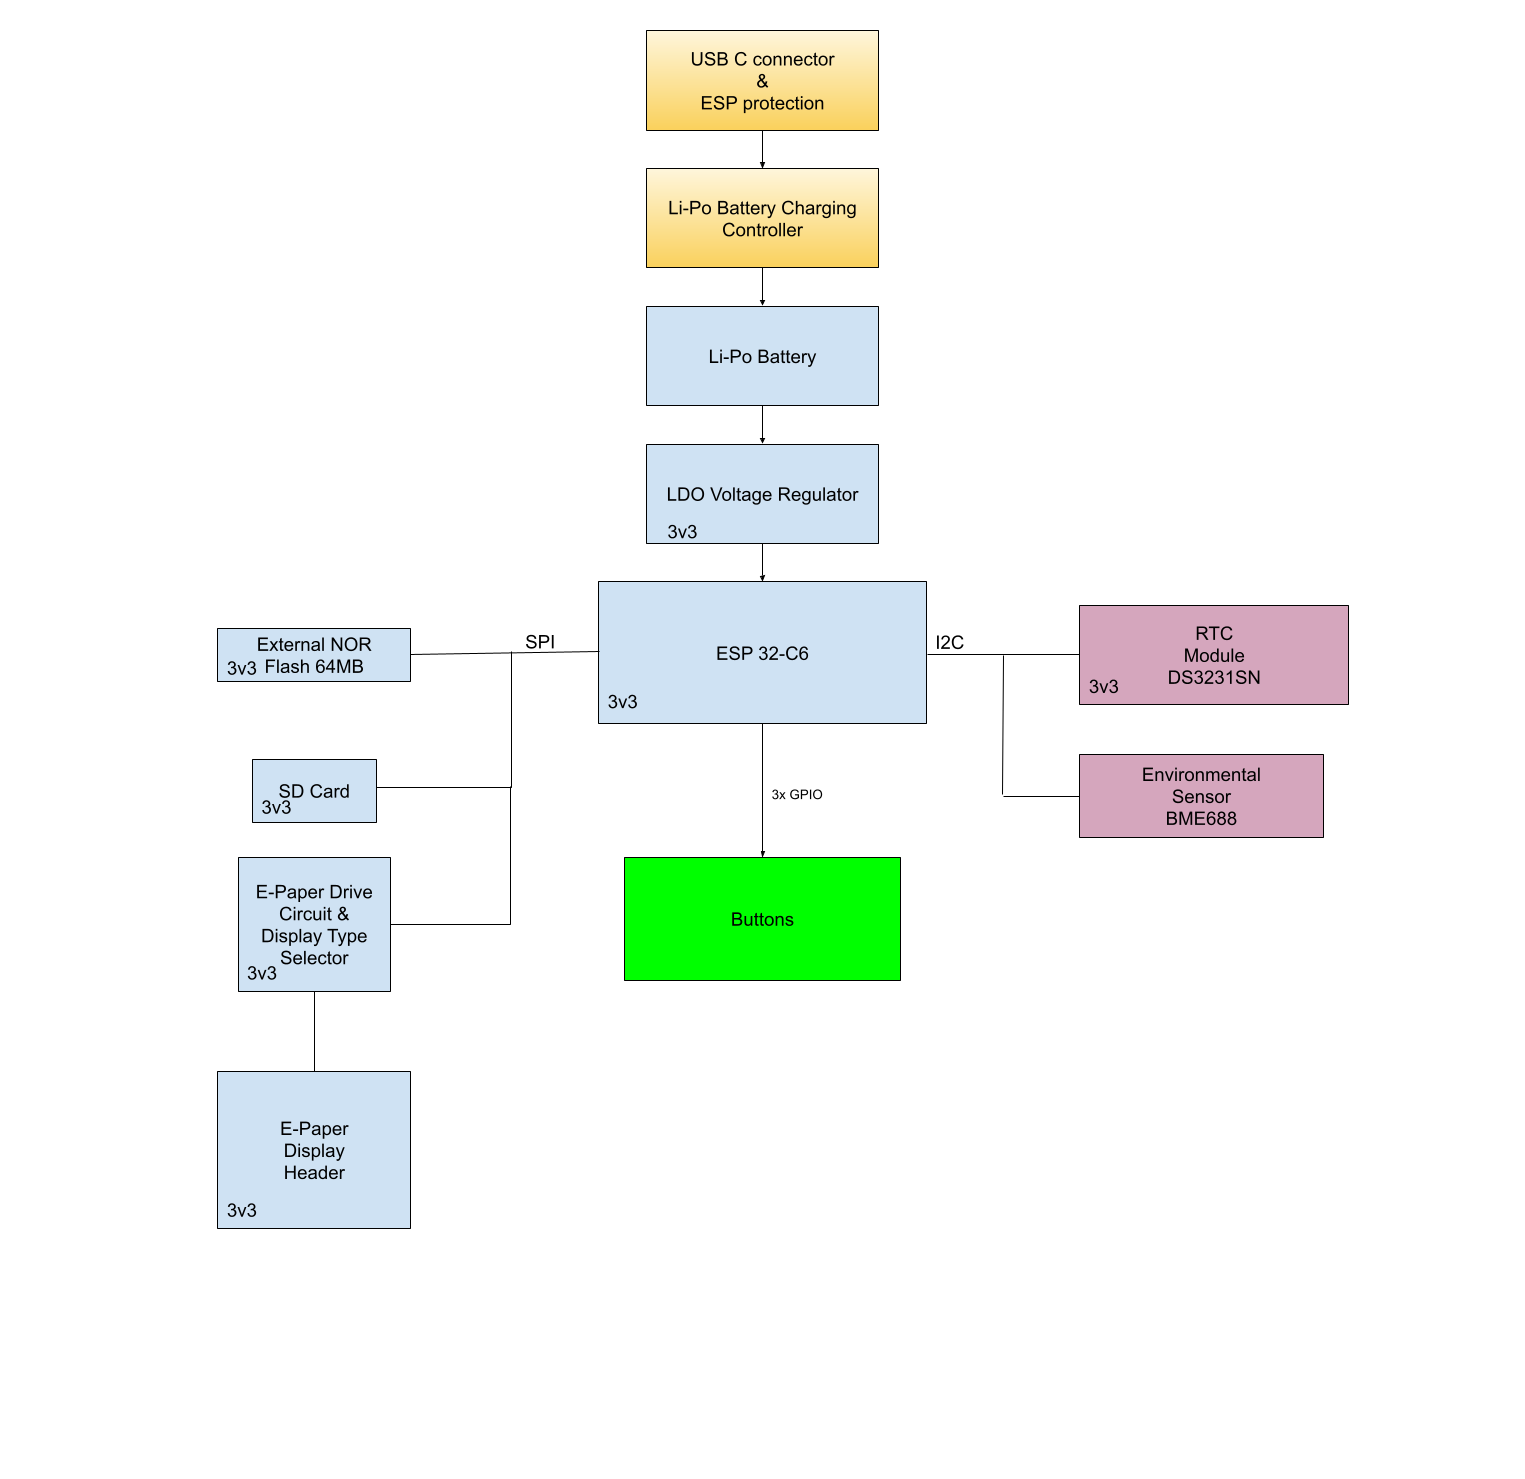 USB C connector
&
ESP protection
Li-Po Battery Charging
Controller
Li-Po Battery
LDO Voltage Regulator
3v3
ESP 32-C6
3v3
SPI
I2C
External NOR
Flash 64MB
3v3
RTC
Module
DS3231SN
3v3
SD Card
3v3
Environmental
Sensor
BME688
3x GPIO
E-Paper Drive
Circuit &
Display Type
Selector
3v3
Buttons
E-Paper
Display
Header
3v3